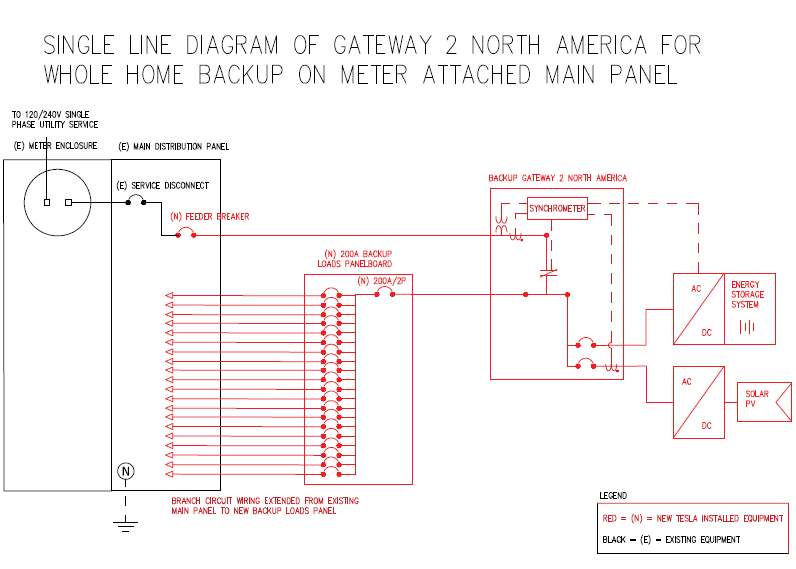 SINGLE LINE DIAGRAM OF GATEWAY 2 NORTH AMERICA FOR
WHOLE HOME BACKUP ON METER ATTACHED MAIN PANEL
TO 120/240V SINGLE
PHASE UTILITY SERVICE
(E) METER ENCLOSURE
(E) MAIN DISTRIBUTION PANEL
(E) SERVICE DISCONNECT
(N) FEEDER BREAKER
BACKUP GATEWAY 2 NORTH AMERICA
SYNCHROMETER
(N) 200A BACKUP
LOADS PANELBOARD
(N) 200A/2P
AC
DC
ENERGY
STORAGE
SYSTEM
AC
DC
SOLAR
PV
N
BRANCH CIRCUIT WIRING EXTENDED FROM EXISTING
MAIN PANEL TO NEW BACKUP LOADS PANEL
LEGEND
RED = (N) = NEW TESLA INSTALLED EQUIPMENT
BLACK = (E) = EXISTING EQUIPMENT